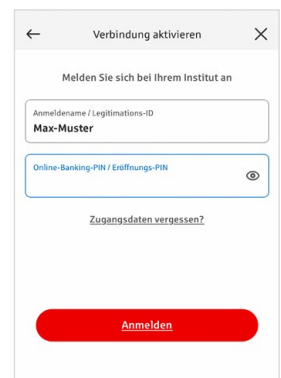 Verbindung aktivieren
Melden Sie sich bei Ihrem Institut an
Anmeldename / Legitimations-ID
Max-Muster
Online-Banking-PIN / Eröffnungs-PIN
Zugangsdaten vergessen?
Anmelden